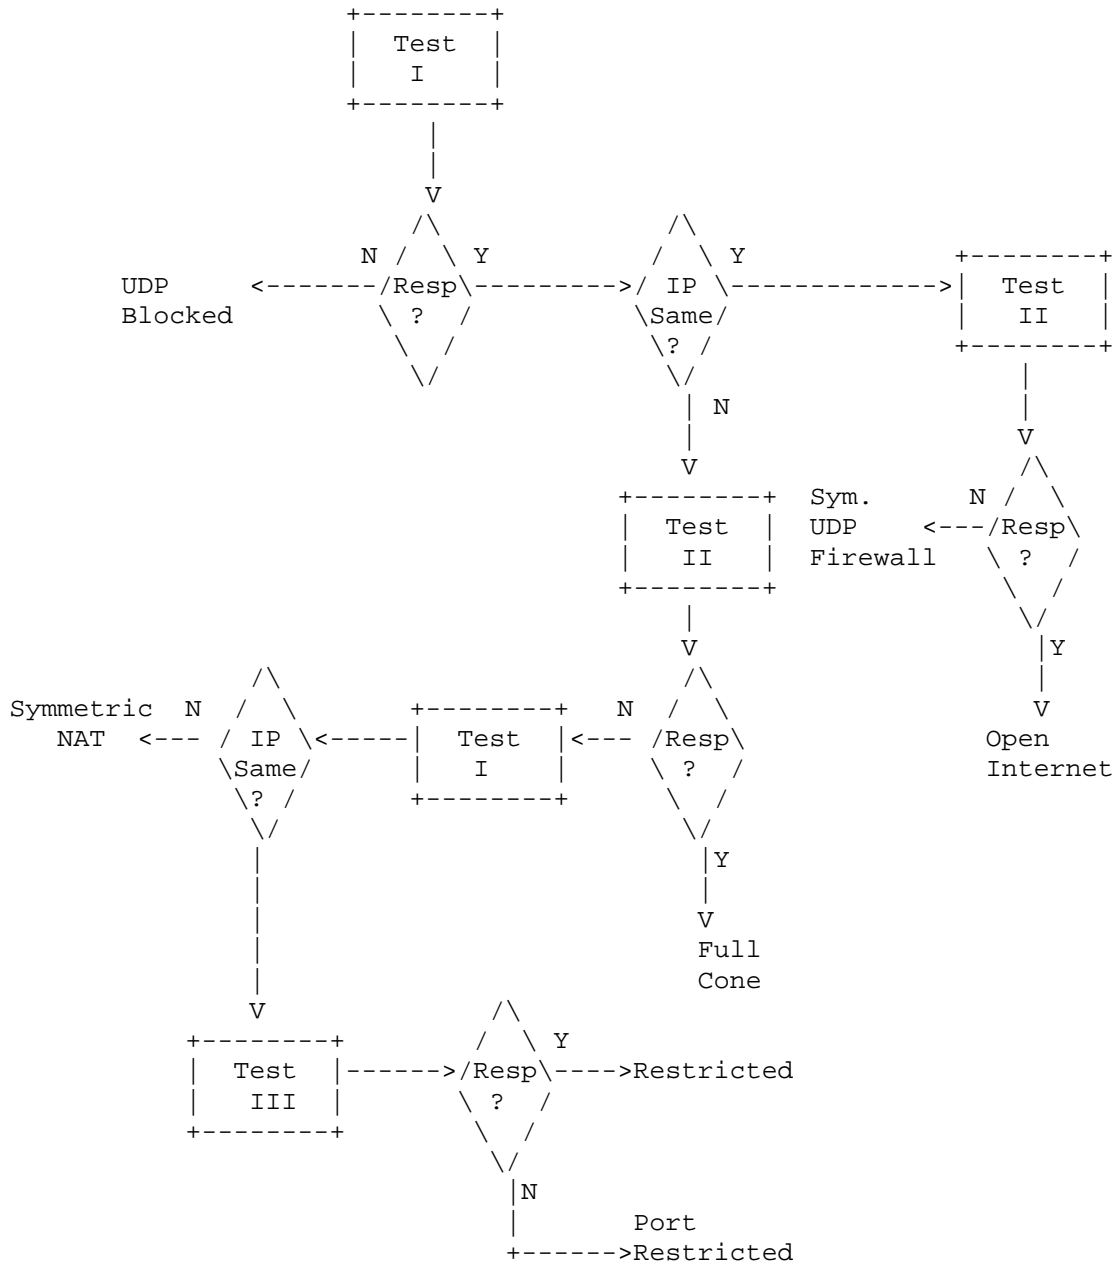 +--------+
|  Test  |
|   I    |
+--------+
|
|
V
/\              /\
N /  \ Y          /  \ Y             +--------+
UDP     <-------/Resp\-------->/ IP \------------->|  Test  |
Blocked         \ ?  /         \Same/              |   II   |
\  /            \? /               +--------+
\/              \/                    |
| N                  |
|                    V
V                    /\
+--------+  Sym.      N /  \
|  Test  |  UDP    <---/Resp\
|   II   |  Firewall   \ ?  /
+--------+              \  /
|                    \/
V                     |Y
/\                         /\                    |
Symmetric  N  /  \       +--------+   N  /  \                   V
NAT  <--- / IP \<-----|  Test  |<--- /Resp\               Open
\Same/      |   I    |     \ ?  /               Internet
\? /       +--------+      \  /
\/                         \/
|                           |Y
|                           |
|                           V
|                           Full
|                           Cone
V              /\
+--------+        /  \ Y
|  Test  |------>/Resp\---->Restricted
|   III  |       \ ?  /
+--------+        \  /
\/
|N
|       Port
+------>Restricted